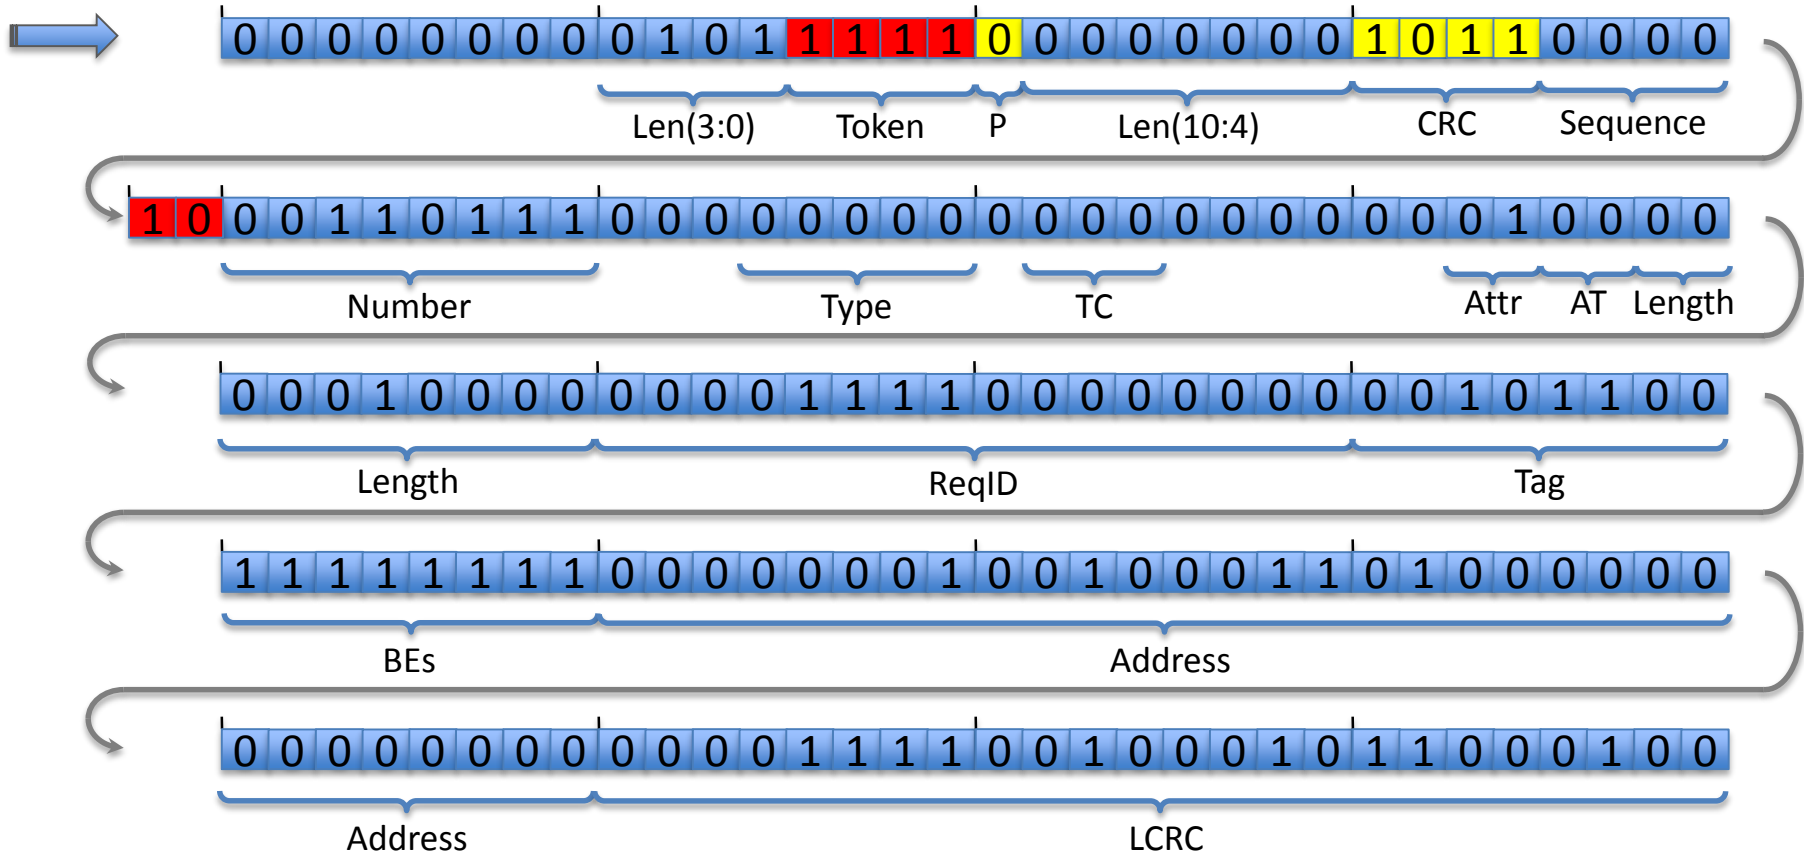 0 0 0 0 0 0 0 0 0 1 0 1 1 1 1 1 0 0 0 0 0 0 0 0 1 0 1 1 0 0 0 0
Len(3:0) Token P Len(10:4) CRC Sequence
1 0 0 0 1 1 0 1 1 1 0 0 0 0 0 0 0 0 0 0 0 0 0 0 0 0 0 0 0 1 0 0 0 0
Number Type TC Attr AT Length
0 0 0 1 0 0 0 0 0 0 0 0 1 1 1 1 0 0 0 0 0 0 0 0 0 0 1 0 1 1 0 0
Length ReqID Tag
1 1 1 1 1 1 1 1 0 0 0 0 0 0 0 1 0 0 1 0 0 0 1 1 0 1 0 0 0 0 0 0
BEs Address
0 0 0 0 0 0 0 0 0 0 0 0 1 1 1 1 0 0 1 0 0 0 1 0 1 1 0 0 0 1 0 0
Address LCRC